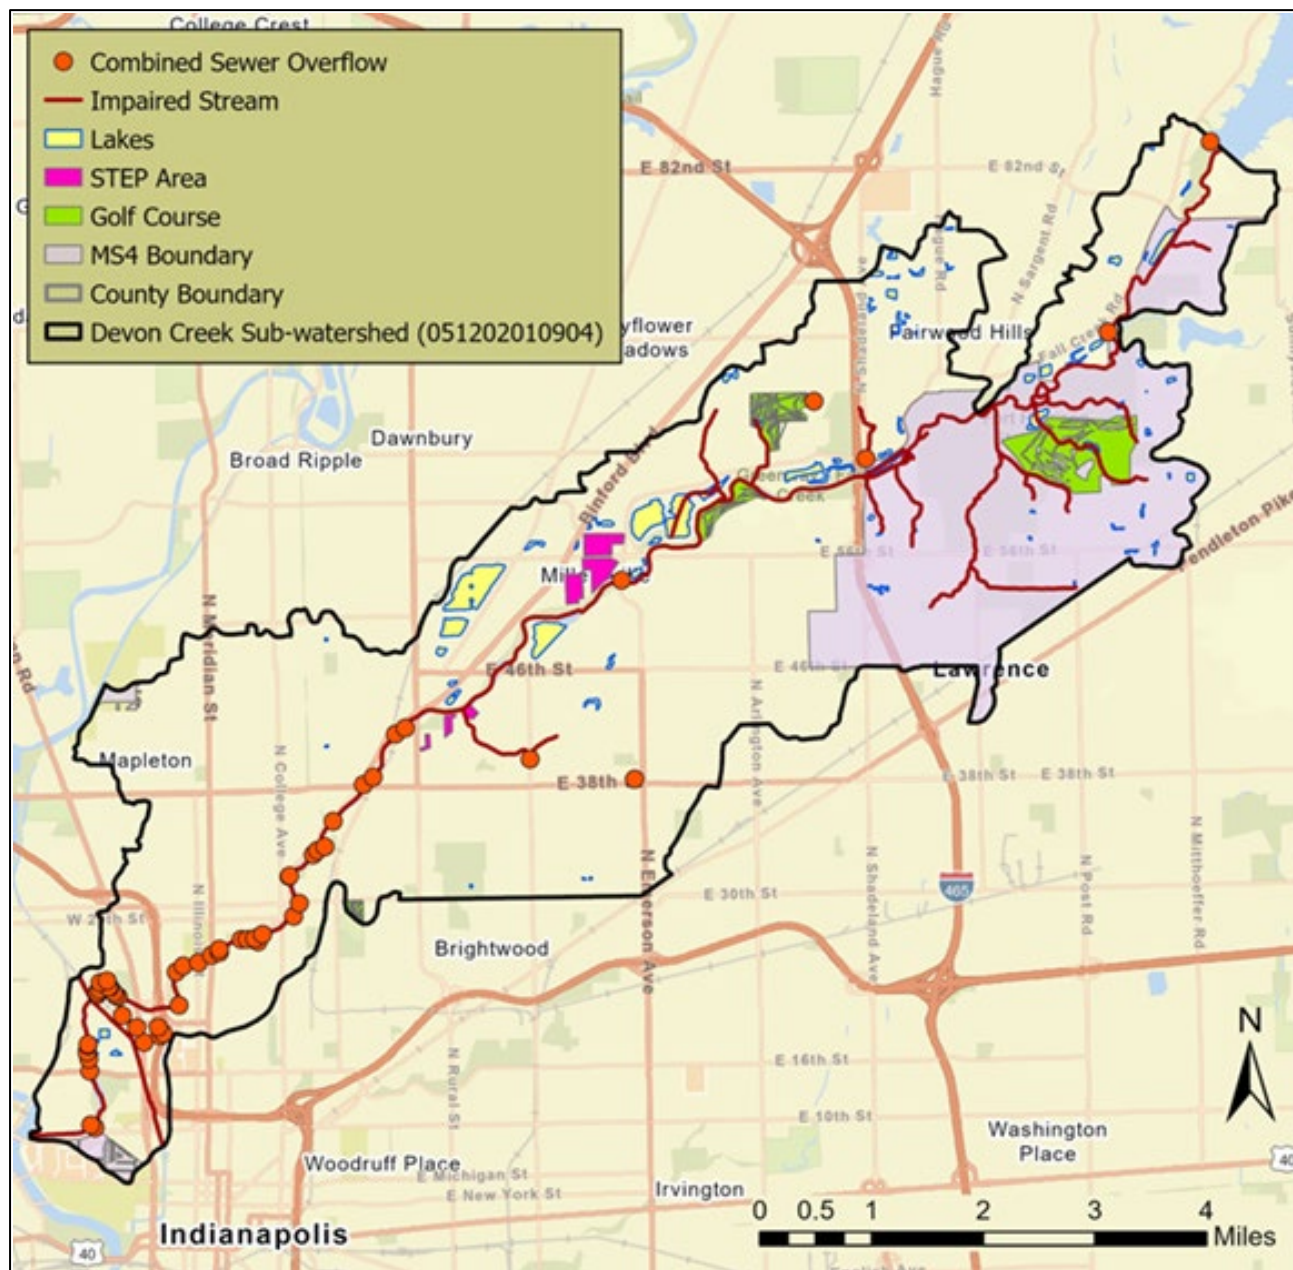 College Crest
Combined Sewer Overflow
Impaired Stream
Lakes
STEP Area
Golf Course
MS4 Boundary
County Boundary
Devon Creek Sub-watershed (051202010904)
Hague Rd
E 82nd St
E 82nd St
N Sargent Rd
Fairwood Hills
Fall Creek Rd
Dawnbury
Broad Ripple
Binford Blvd
Pendleton Pike
E 56th St
E 56th St
N Meridian St
E 46th St
E 46th St
Lawrence
N Arlington Ave
Mapleton
N College Ave
E 38th
E 38th St
E 38th St
N Emerson Ave
N Shadeland Ave
N Post Rd
N Mitthoeffer Rd
465
E 30th St
Brightwood
N
E 16th St
N Rural St
E 10th St
Washington
Place
Woodruff Place
E Michigan St
E New York St
Irvington
40
Indianapolis
40
0 0.5 1 2 3 4
Miles